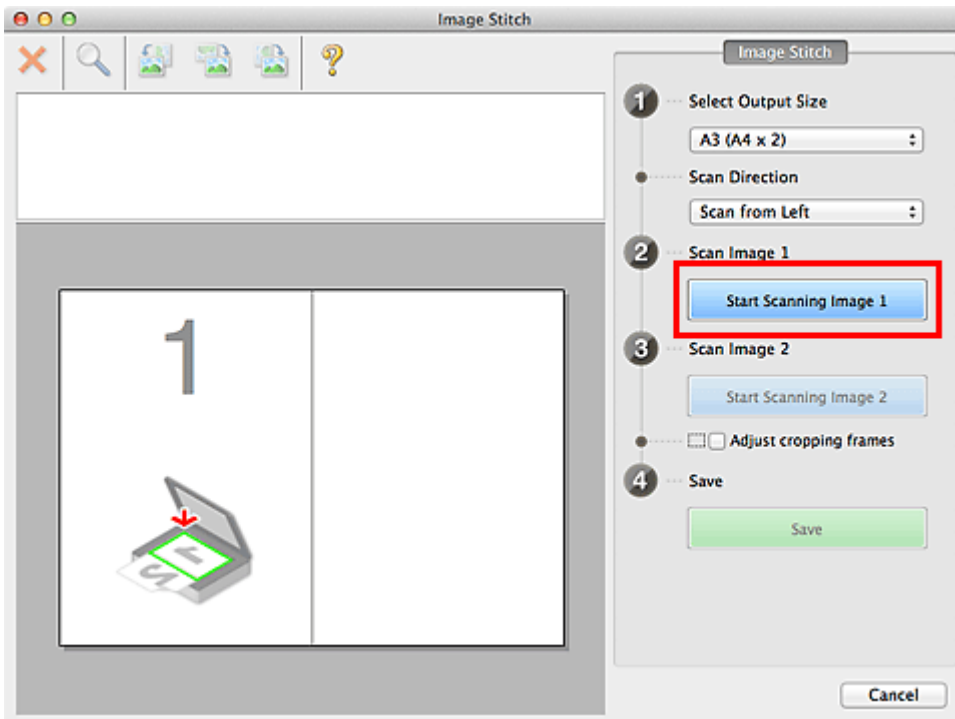 Image Stitch
Image Stitch
1 Select Output Size
A3 (A4 x 2)
Scan Direction
Scan from Left
2 Scan Image 1
Start Scanning Image 1
3 Scan Image 2
Start Scanning Image 2
Adjust cropping frames
4 Save
Save
1
1
2
Cancel